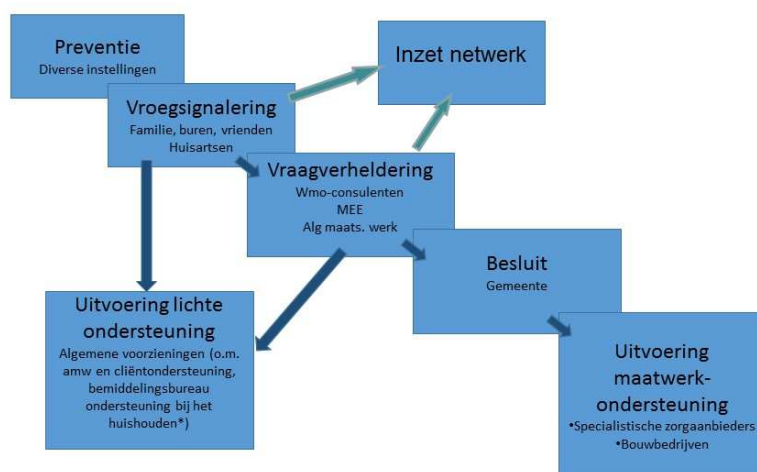 Preventie
Diverse instellingen
Inzet netwerk
Vroegsignalering
Familie, buren, vrienden
Huisartsen
Vraagverheldering
Wmo-consulenten
MEE
Alg maats. werk
Besluit
Gemeente
Uitvoering lichte
ondersteuning
Algemene voorzieningen (o.m.
amw en cliëntondersteuning,
bemiddelingsbureau
ondersteuning bij het
huishouden*)
Uitvoering
maatwerk-
ondersteuning
•Specialistische zorgaanbieders
•Bouwbedrijven